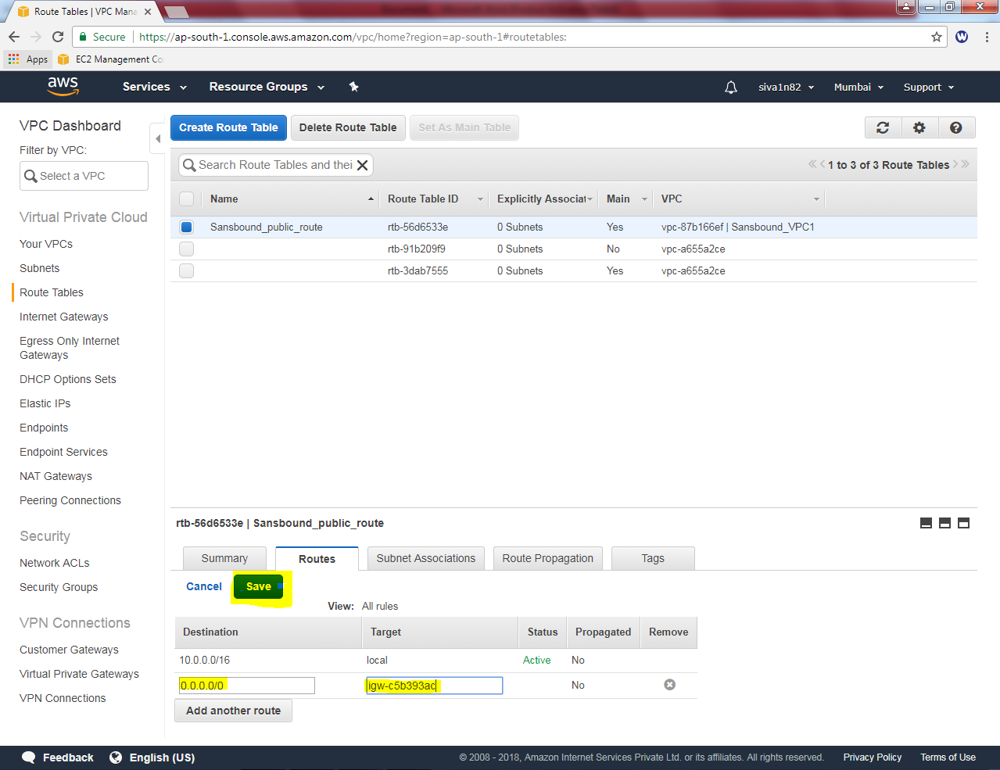 Route Tables | VPC Mana
Secure
https://ap-south-1.console.aws.amazon.com/vpc/home?region=ap-south-1#routetables:
W
Apps
EC2 Management Co
aws
Services
Resource Groups
siva1n82
Mumbai
Support
VPC Dashboard
Filter by VPC:
Select a VPC
Virtual Private Cloud
Your VPCs
Subnets
Route Tables
Internet Gateways
Egress Only Internet
Gateways
DHCP Options Sets
Elastic IPs
Endpoints
Endpoint Services
NAT Gateways
Peering Connections
Security
Network ACLs
Security Groups
VPN Connections
Customer Gateways
Virtual Private Gateways
VPN Connections
Create Route Table
Delete Route Table
Set As Main Table
Search Route Tables and thei
1 to 3 of 3 Route Tables
Name Route Table ID Explicitly Associat Main VPC
Sansbound_public_route rtb-56d6533e 0 Subnets Yes vpc-87b166ef | Sansbound_VPC1
rtb-91b209f9 0 Subnets No vpc-a655a2ce
rtb-3dab7555 0 Subnets Yes vpc-a655a2ce
rtb-56d6533e | Sansbound_public_route
Summary
Routes
Subnet Associations
Route Propagation
Tags
Cancel
Save
View: All rules
Destination Target Status Propagated Remove
10.0.0.0/16 local Active No
0.0.0.0/0 igw-c5b393ac No
Add another route
Feedback
English (US)
© 2008 - 2018, Amazon Internet Services Private Ltd. or its affiliates. All rights reserved.
Privacy Policy
Terms of Use